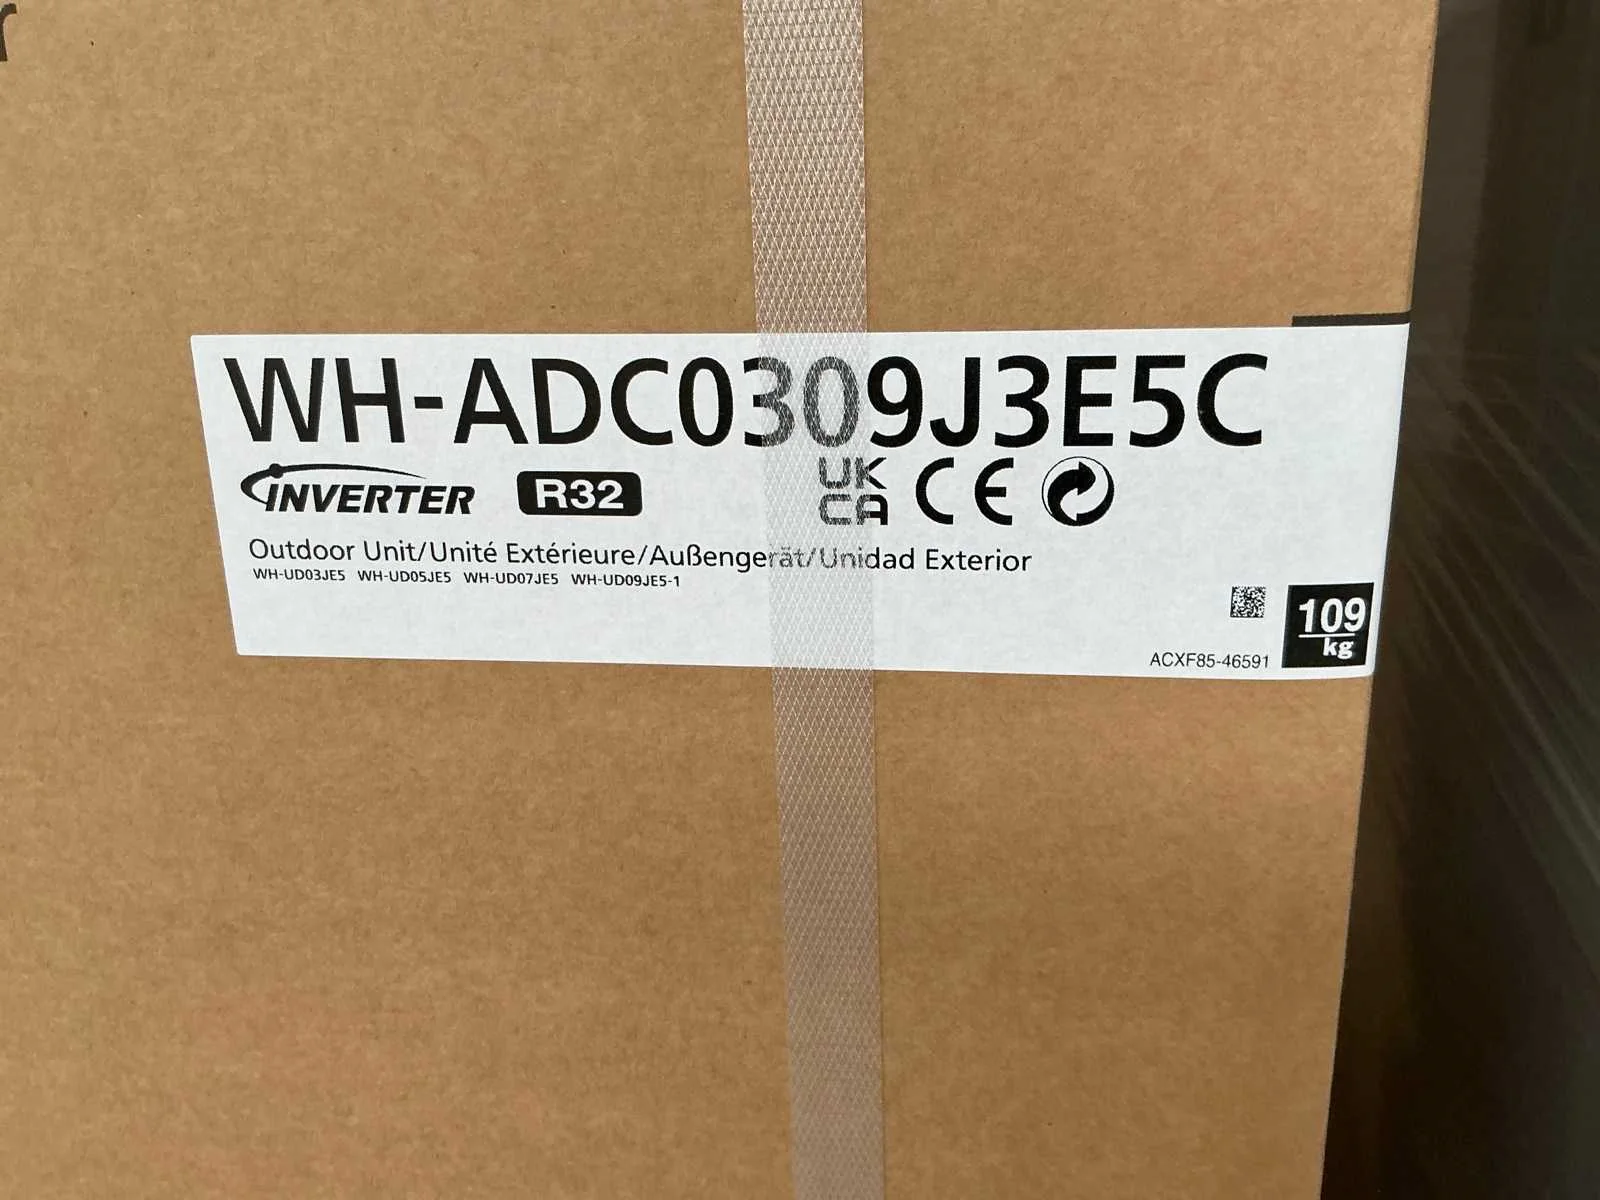 r
WH-ADC0309J3E5C
INVERTER R32 UK CA CE
Outdoor Unit/Unité Extérieure/Außengerät/Unidad Exterior
WH-UD03JE5 WH-UD05JE5 WH-UD07JE5 WH-UD09JE5-1
109
kg
ACXF85-46591